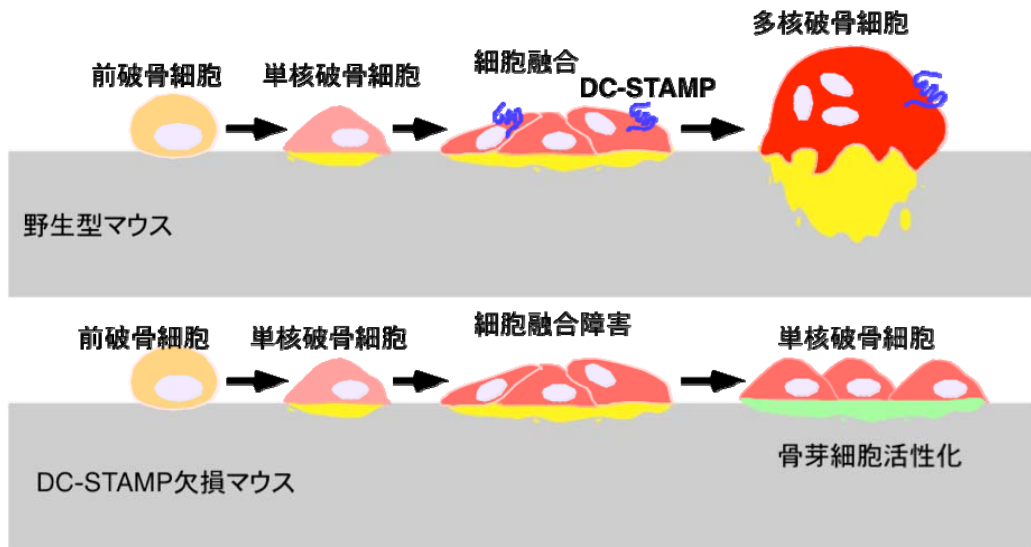 多核破骨細胞
細胞融合
前破骨細胞 単核破骨細胞
DC-STAMP
野生型マウス
細胞融合障害
前破骨細胞 単核破骨細胞 単核破骨細胞
骨芽細胞活性化
DC-STAMP欠損マウス